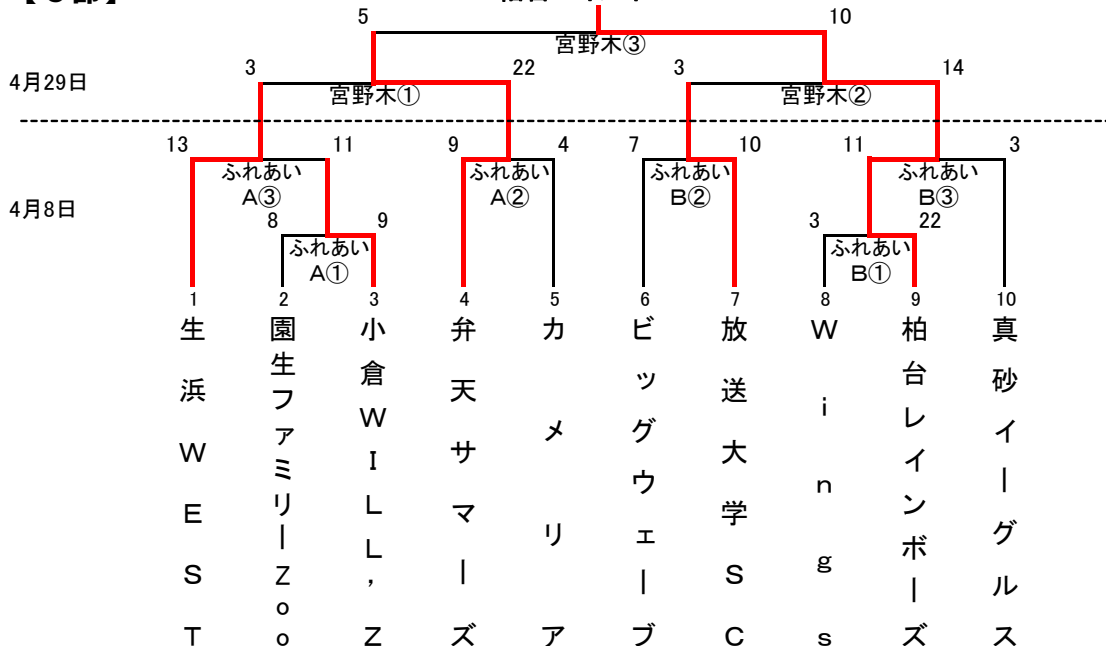 5
10
宮野木③
4月29日
3
22
3
14
宮野木①
宮野木②
13
11
9
4
7
10
11
3
ふれあい
A③
ふれあい
A②
ふれあい
B②
ふれあい
B③
4月8日
8
9
3
22
ふれあい
A①
ふれあい
B①
1
2
3
4
5
6
7
8
9
10
生浜WEST
園生ファミリーZoo
小倉WILL,Z
弁天サマーズ
カメリア
ビッグウェーブ
放送大学SC
Wings
柏台レインボーズ
真砂イーグルス